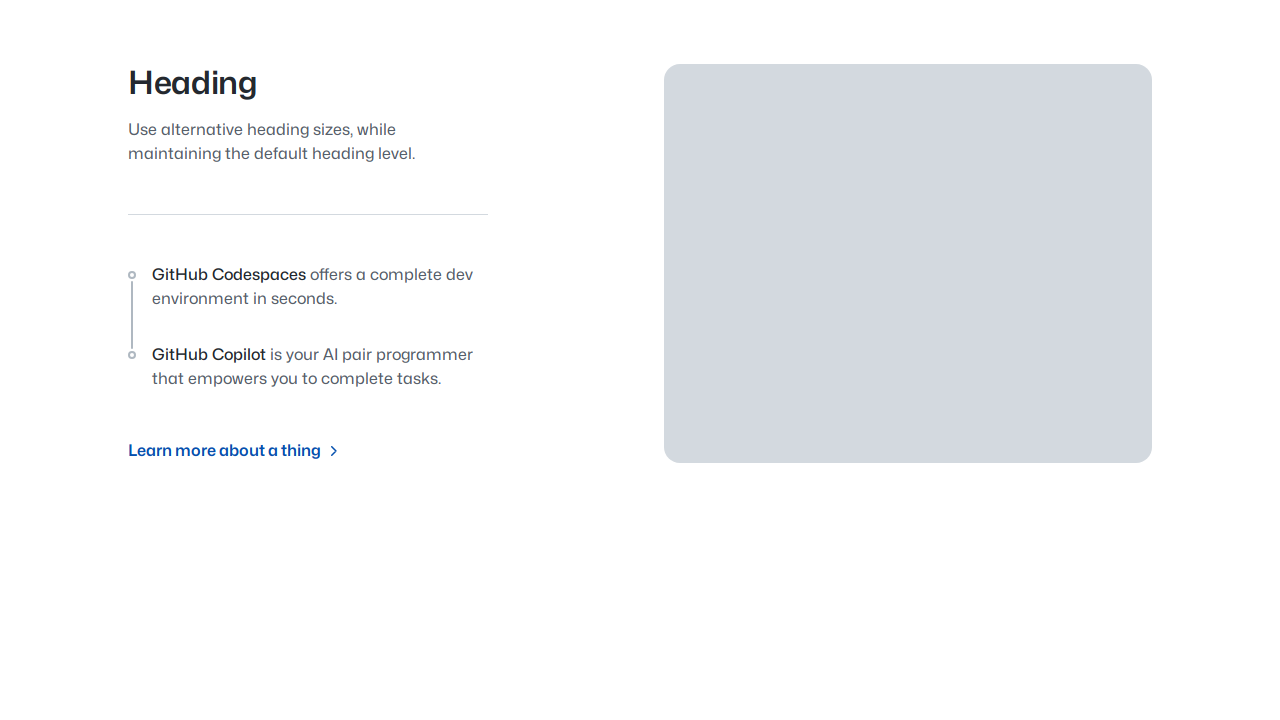 Heading
Use alternative heading sizes, while
maintaining the default heading level.
GitHub Codespaces offers a complete dev
environment in seconds.
GitHub Copilot is your AI pair programmer
that empowers you to complete tasks.
Learn more about a thing